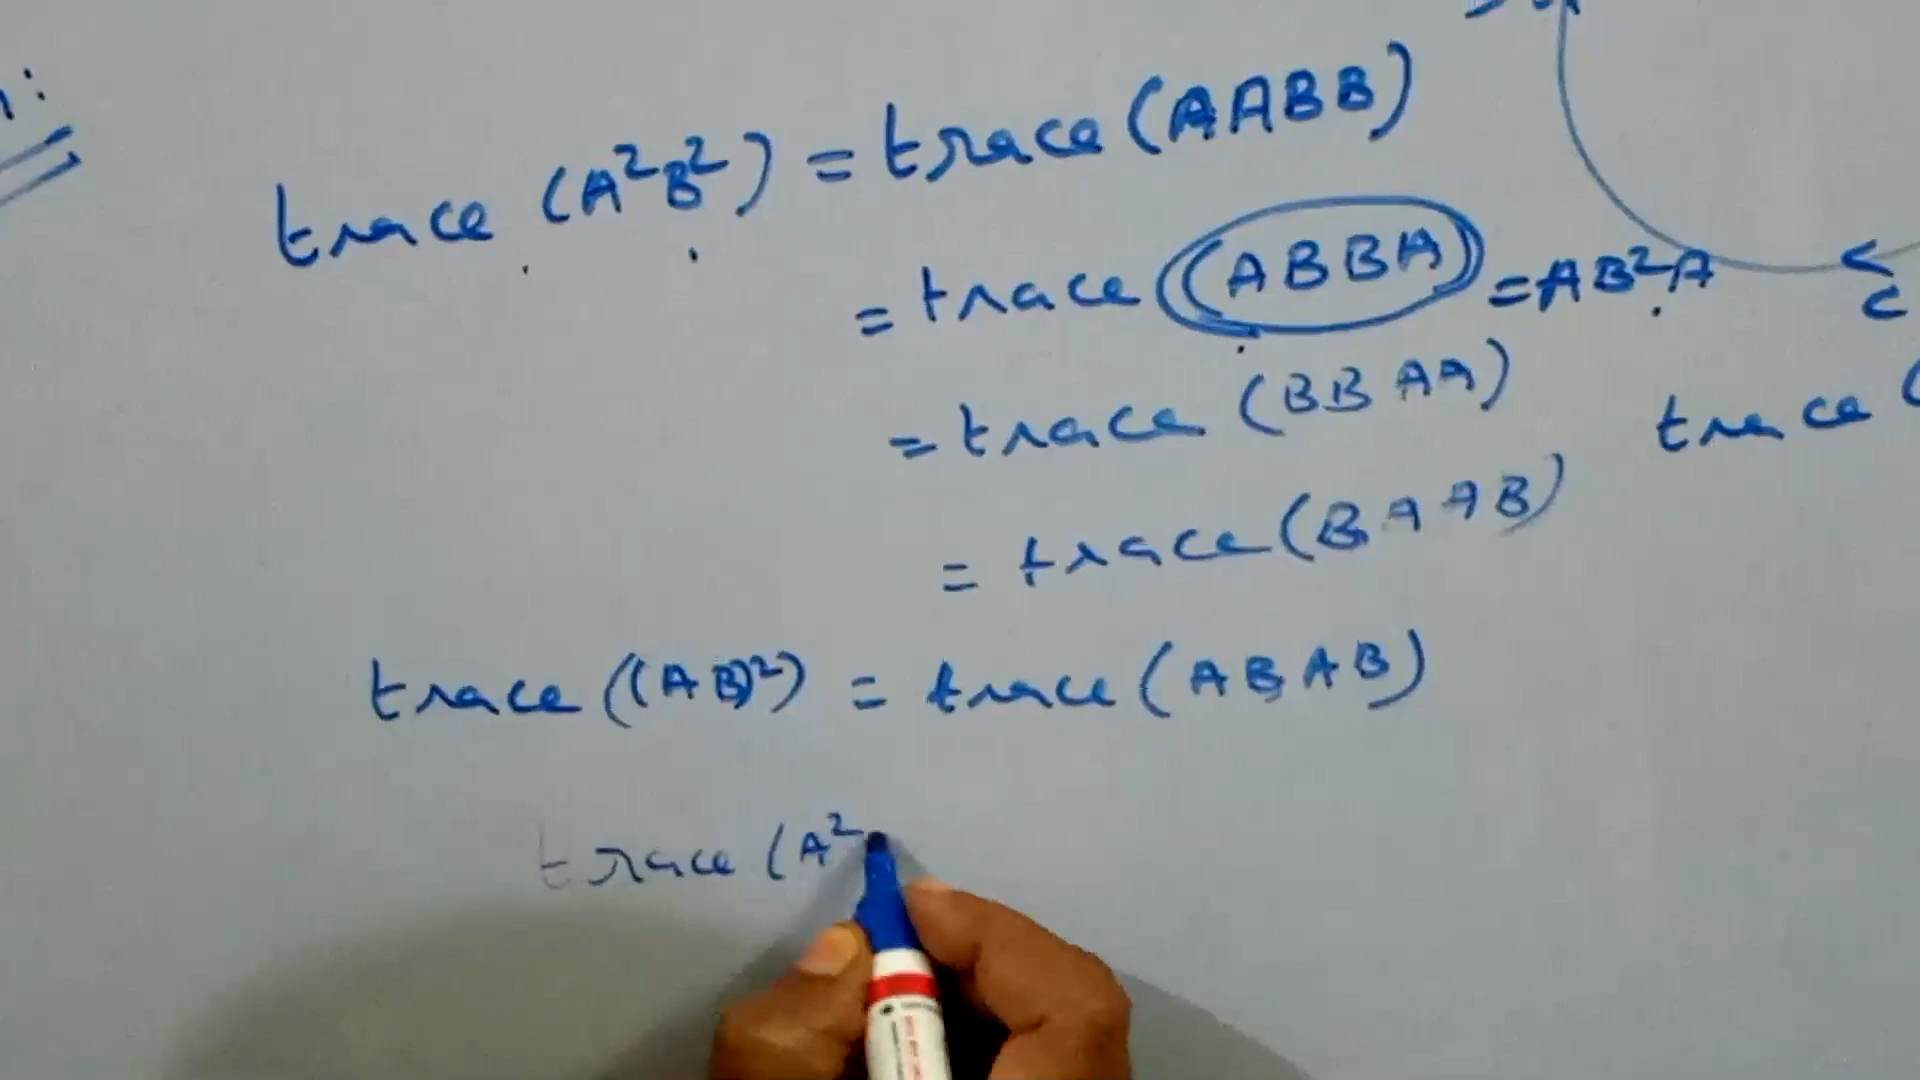 trace (A²B²) = trace (AABB)
= trace (ABBA) = AB²A
= trace (BBAA)
trace (
= trace (BAAB)
trace ((AB)²) = trace (ABAB)
trace (A²